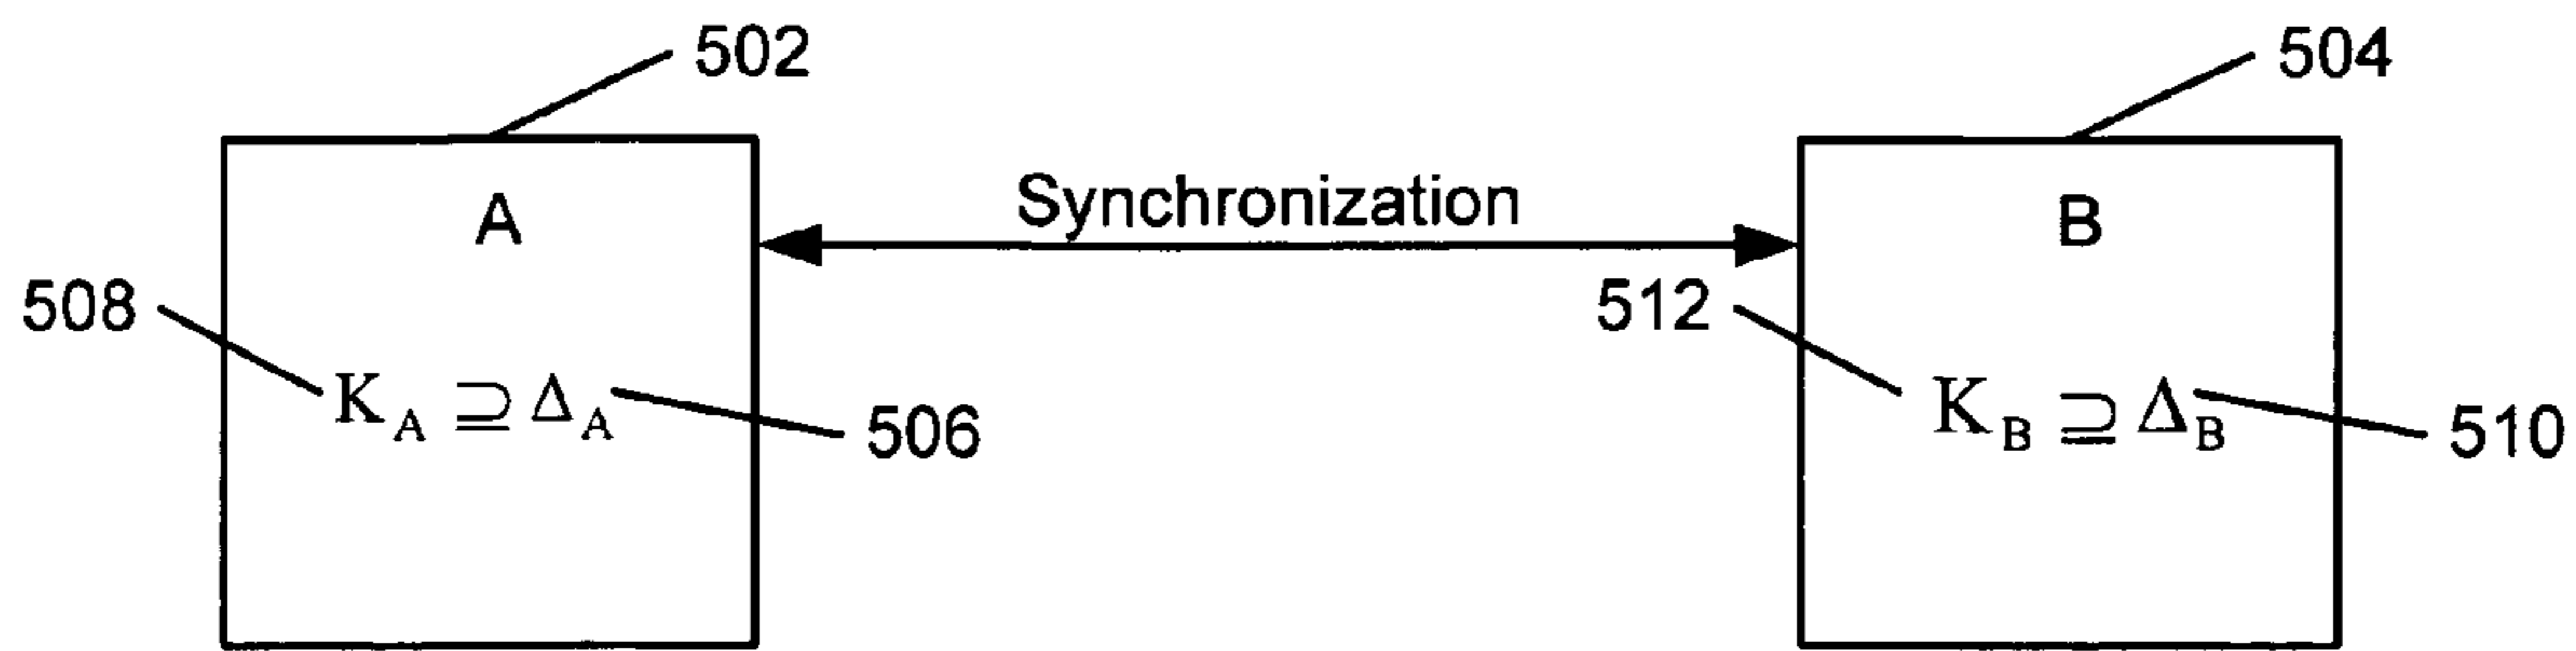 502
504
A
Synchronization
B
508
512
K_A ⊇ Δ_A
506
K_B ⊇ Δ_B
510